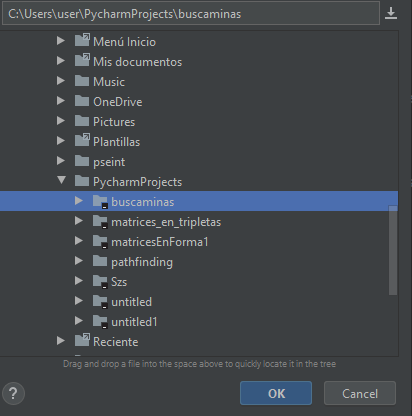 C:\Users\user\PycharmProjects\buscaminas
Menú Inicio
Mis documentos
Music
OneDrive
Pictures
Plantillas
pseint
PycharmProjects
buscaminas
matrices_en_tripletas
matricesEnForma1
pathfinding
Szs
untitled
untitled1
Reciente
Drag and drop a file into the space above to quickly locate it in the tree
? OK Cancel